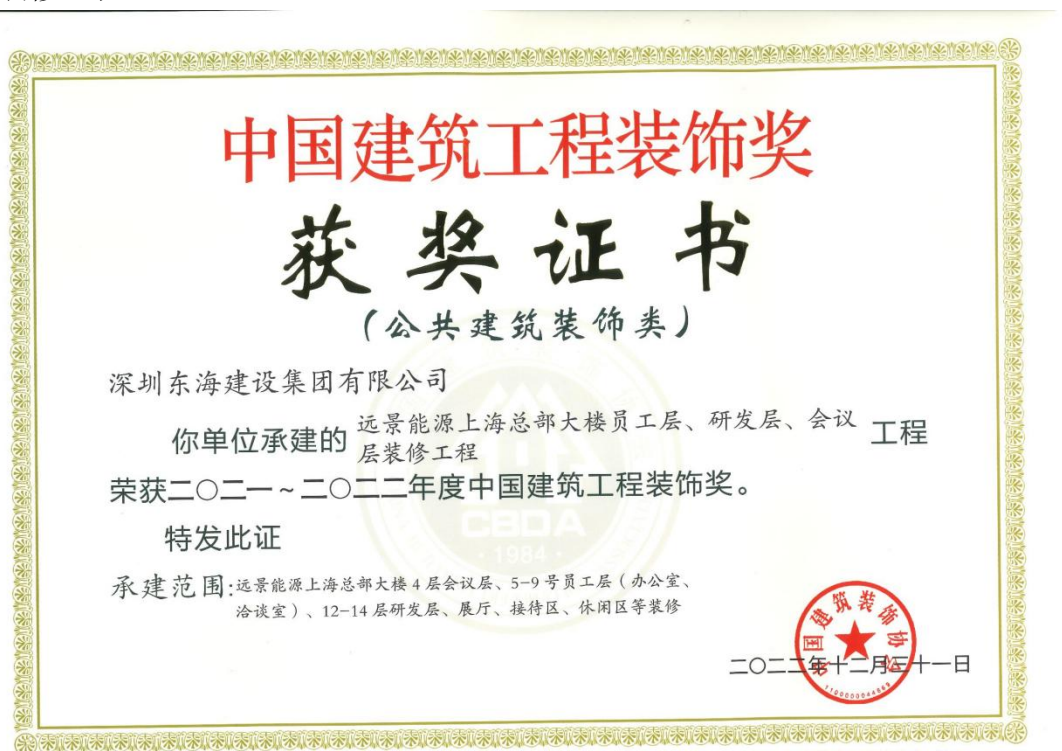 中国建筑工程装饰奖
获奖证书
(公共建筑装饰类)
深圳东海建设集团有限公司
你单位承建的 远景能源上海总部大楼员工层、研发层、会议 工程
层装修工程
荣获二〇二一~二〇二二年度中国建筑工程装饰奖。
CBDA
·1984·
特发此证
承建范围:远景能源上海总部大楼4层会议层、5-9号员工层(办公室、
洽谈室)、12-14层研发层、展厅、接待区、休闲区等装修
中国建筑装饰协会
二〇二二年十二月三十一日